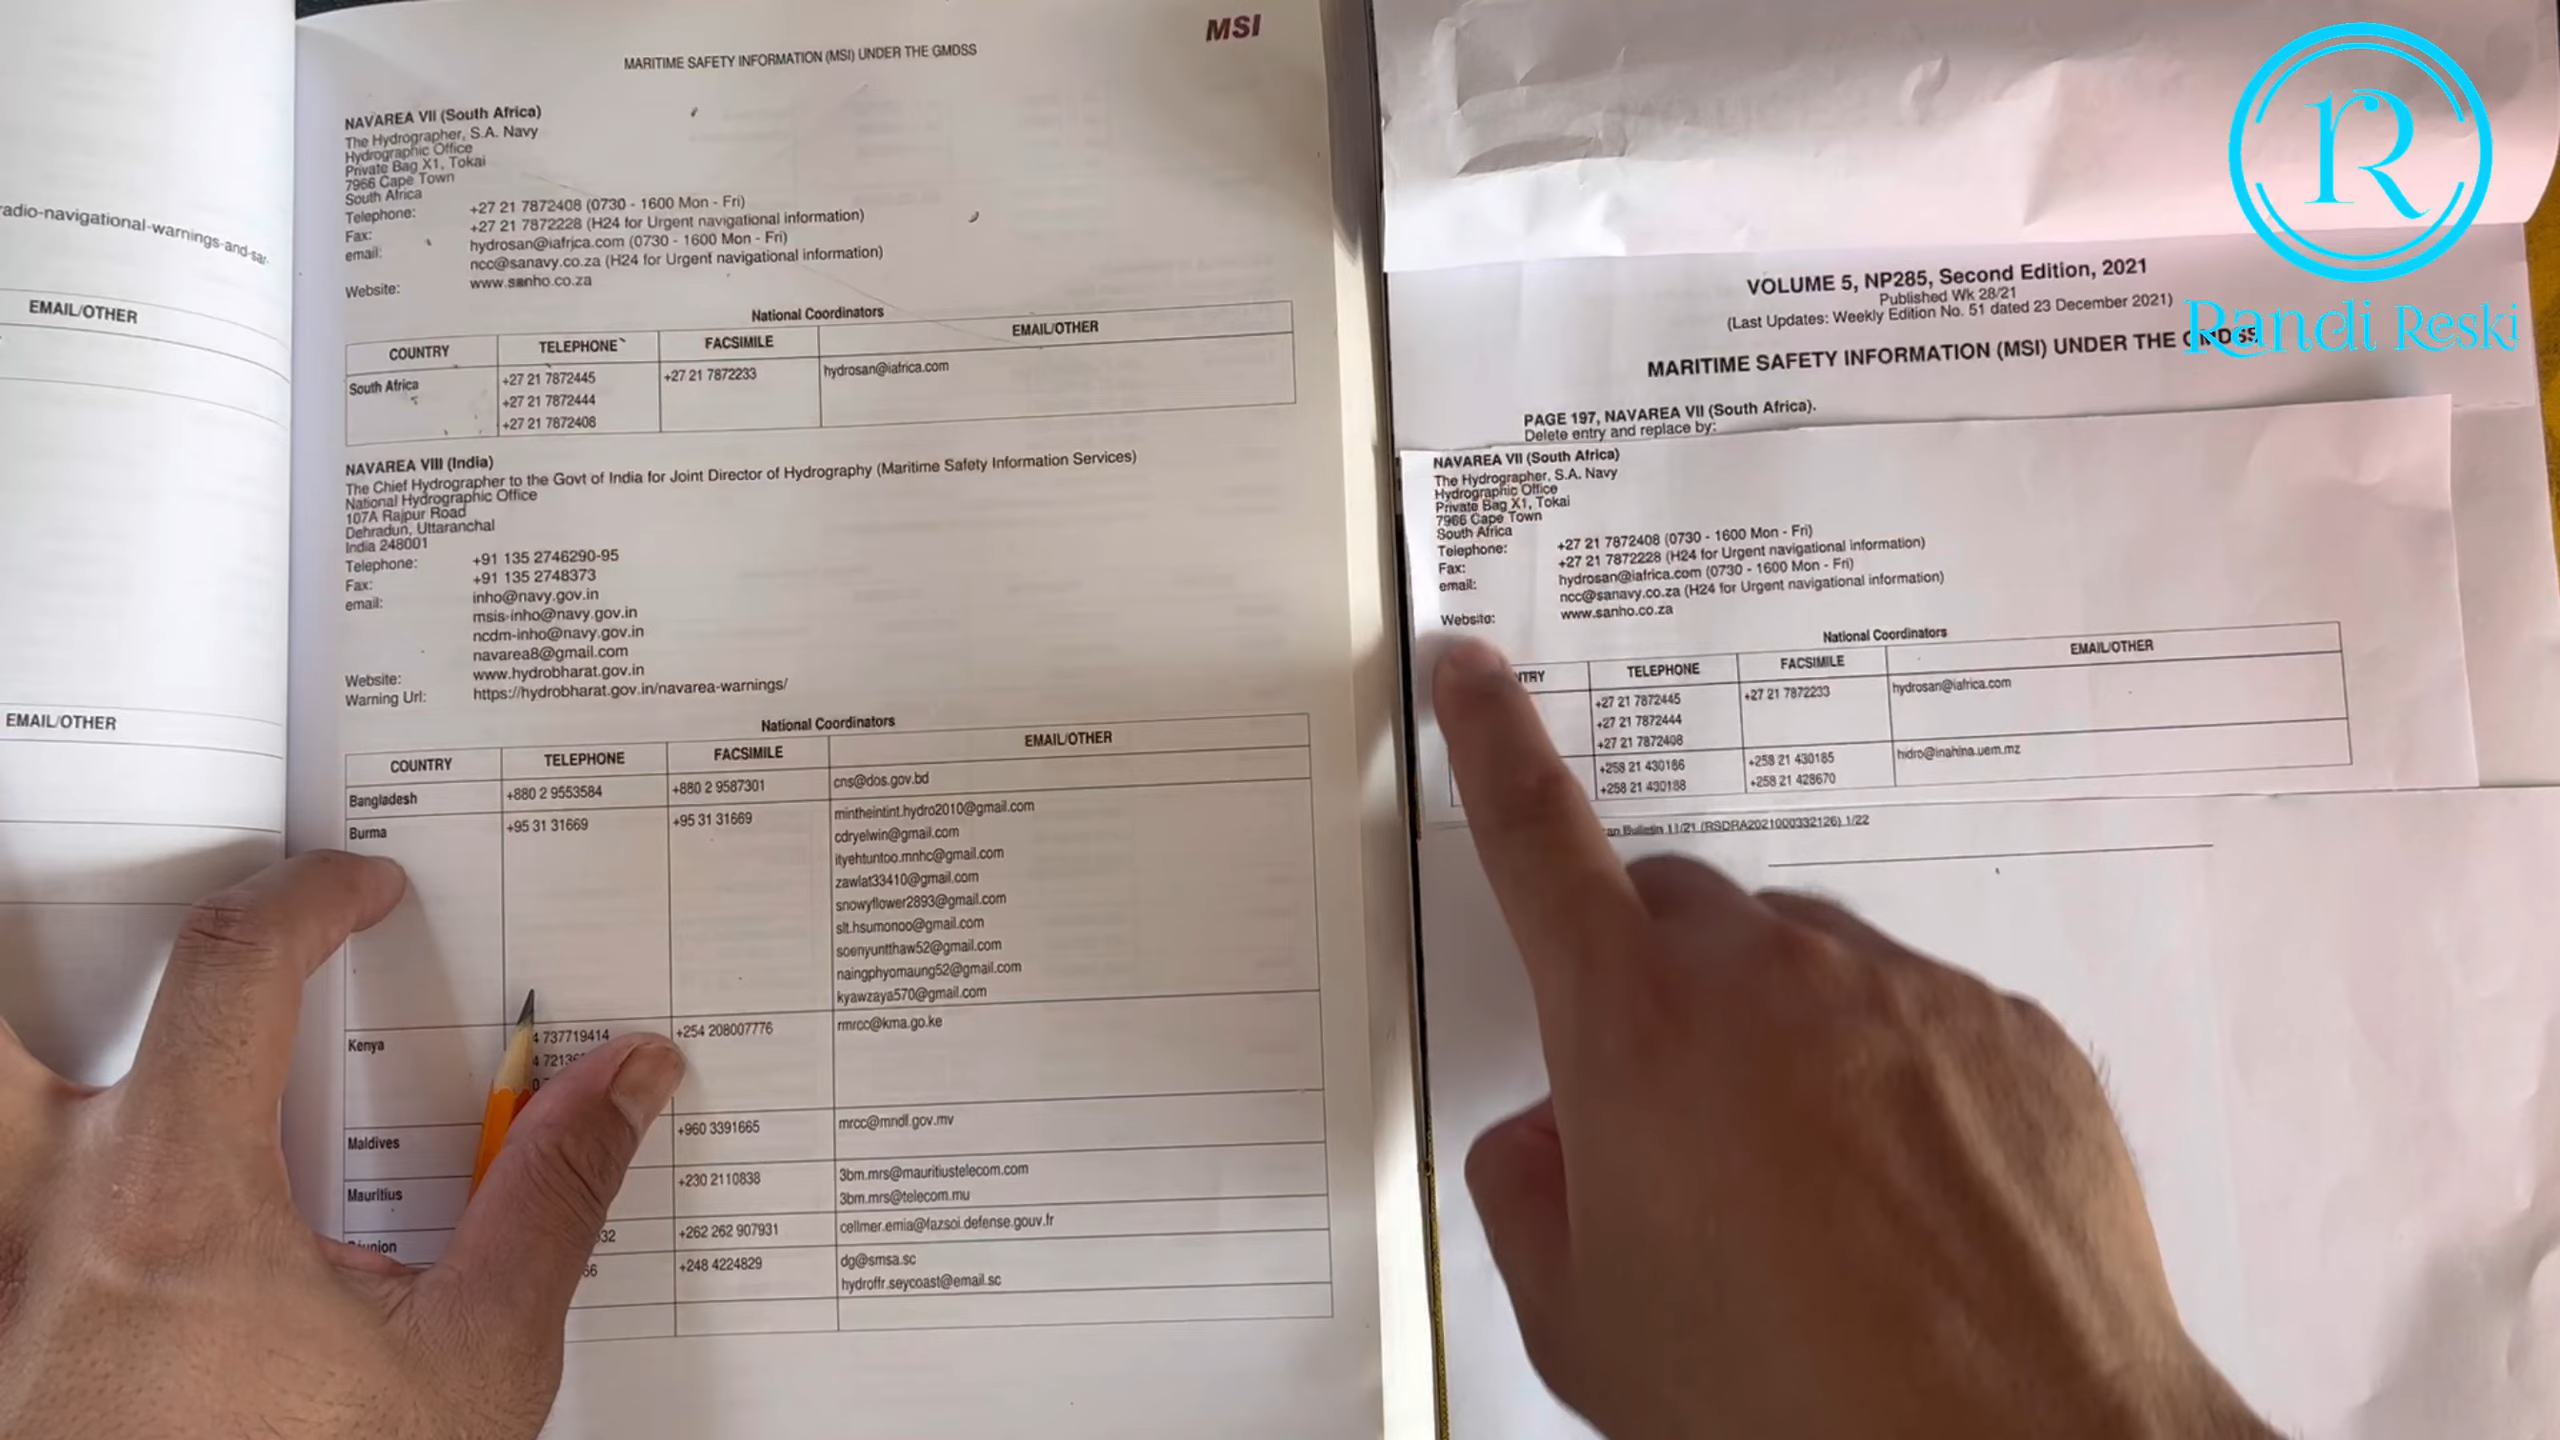 radio-navigational-warnings-and-sar-
EMAIL/OTHER
EMAIL/OTHER
MSI
MARITIME SAFETY INFORMATION (MSI) UNDER THE GMDSS
NAVAREA VII (South Africa)
The Hydrographer, S.A. Navy
Hydrographic Office
Private Bag X1, Tokai
7966 Cape Town
South Africa
Telephone: +27 21 7872408 (0730 - 1600 Mon - Fri)
Fax: +27 21 7872228 (H24 for Urgent navigational information)
email: hydrosan@iafrica.com (0730 - 1600 Mon - Fri)
ncc@sanavy.co.za (H24 for Urgent navigational information)
Website: www.sanho.co.za
National Coordinators
COUNTRY TELEPHONE FACSIMILE EMAIL/OTHER
South Africa +27 21 7872445 +27 21 7872233 hydrosan@iafrica.com
+27 21 7872444
+27 21 7872408
NAVAREA VIII (India)
The Chief Hydrographer to the Govt of India for Joint Director of Hydrography (Maritime Safety Information Services)
National Hydrographic Office
107A Rajpur Road
Dehradun, Uttaranchal
India 248001
Telephone: +91 135 2746290-95
Fax: +91 135 2748373
email: inho@navy.gov.in
msis-inho@navy.gov.in
ncdm-inho@navy.gov.in
navarea8@gmail.com
Website: www.hydrobharat.gov.in
Warning Url: https://hydrobharat.gov.in/navarea-warnings/
National Coordinators
COUNTRY TELEPHONE FACSIMILE EMAIL/OTHER
Bangladesh +880 2 9553584 +880 2 9587301 cns@dos.gov.bd
Burma +95 31 31669 +95 31 31669 mintheintint.hydro2010@gmail.com
cdryelwin@gmail.com
ityehtuntoo.mnhc@gmail.com
zawlat33410@gmail.com
snowyflower2893@gmail.com
slt.hsumonoo@gmail.com
soenyuntthaw52@gmail.com
naingphyomaung52@gmail.com
kyawzaya570@gmail.com
Kenya 4 737719414 +254 208007776 rmrcc@kma.go.ke
Maldives +960 3391665 mrcc@mndf.gov.mv
Mauritius +230 2110838 3bm.mrs@mauritiustelecom.com
3bm.mrs@telecom.mu
32 +262 262 907931 cellmer.emia@fazsoi.defense.gouv.fr
66 +248 4224829 dg@smsa.sc
hydroffr.seycoast@email.sc
R
Randi Reski
VOLUME 5, NP285, Second Edition, 2021
Published Wk 28/21
(Last Updates: Weekly Edition No. 51 dated 23 December 2021)
MARITIME SAFETY INFORMATION (MSI) UNDER THE GMDSS
PAGE 197, NAVAREA VII (South Africa).
Delete entry and replace by:
NAVAREA VII (South Africa)
The Hydrographer, S.A. Navy
Hydrographic Office
Private Bag X1, Tokai
7966 Cape Town
South Africa
Telephone: +27 21 7872408 (0730 - 1600 Mon - Fri)
Fax: +27 21 7872228 (H24 for Urgent navigational information)
email: hydrosan@iafrica.com (0730 - 1600 Mon - Fri)
ncc@sanavy.co.za (H24 for Urgent navigational information)
Website: www.sanho.co.za
National Coordinators
NTRY TELEPHONE FACSIMILE EMAIL/OTHER
+27 21 7872445 +27 21 7872233 hydrosan@iafrica.com
+27 21 7872444
+27 21 7872408
+258 21 430186 +258 21 430185 hidro@inahina.uem.mz
+258 21 430188 +258 21 428670
an Bulletin 11/21 (RSDRA2021000332126) 1/22